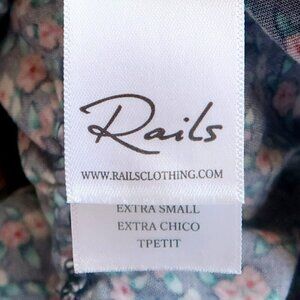 Rails
WWW.RAILSCLOTHING.COM
EXTRA SMALL
EXTRA CHICO
TPETIT